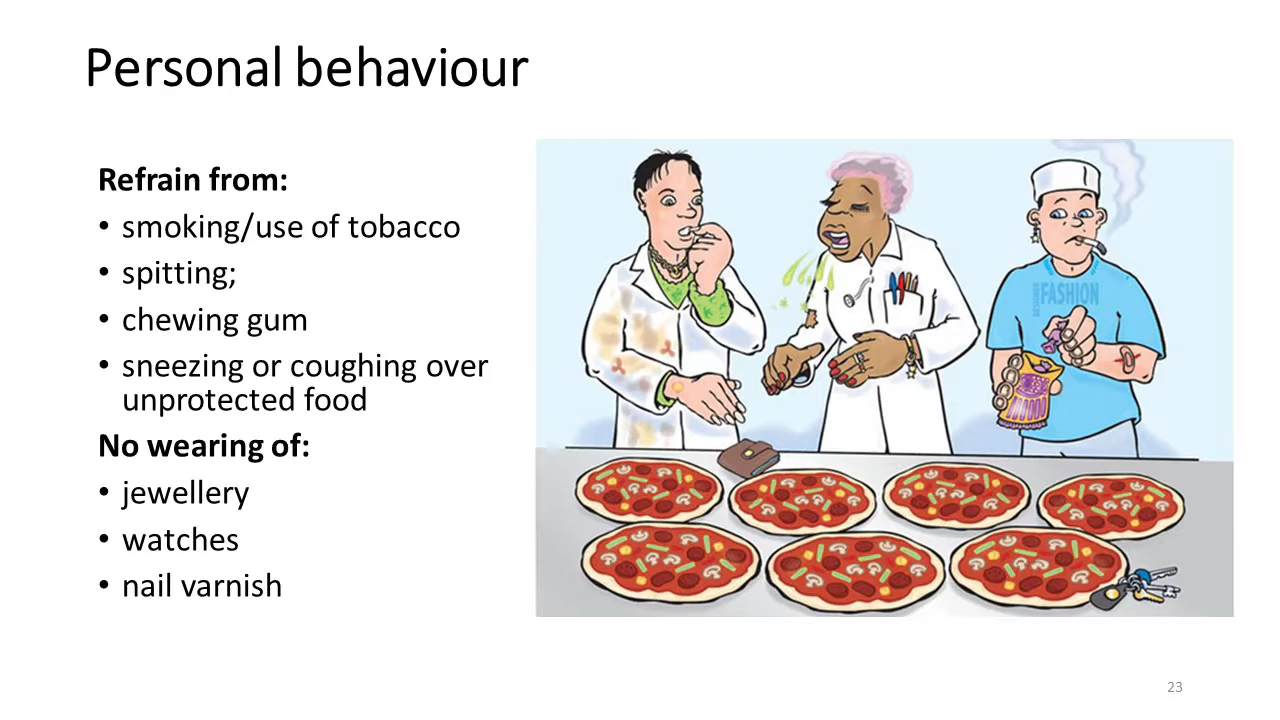 Personal behaviour
Refrain from:
• smoking/use of tobacco
• spitting;
• chewing gum
• sneezing or coughing over
unprotected food
No wearing of:
• jewellery
• watches
• nail varnish
FASHION
23